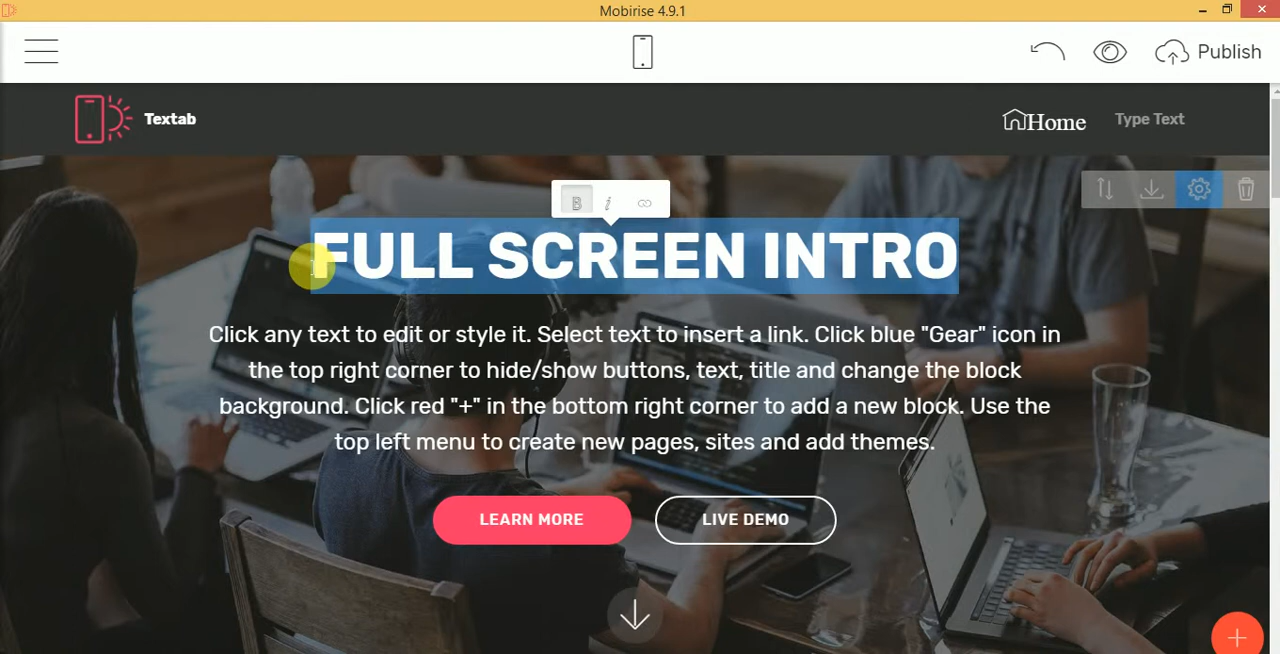 Mobirise 4.9.1
Publish
Textab
Home
Type Text
B i
FULL SCREEN INTRO
Click any text to edit or style it. Select text to insert a link. Click blue "Gear" icon in
the top right corner to hide/show buttons, text, title and change the block
background. Click red "+" in the bottom right corner to add a new block. Use the
top left menu to create new pages, sites and add themes.
LEARN MORE
LIVE DEMO